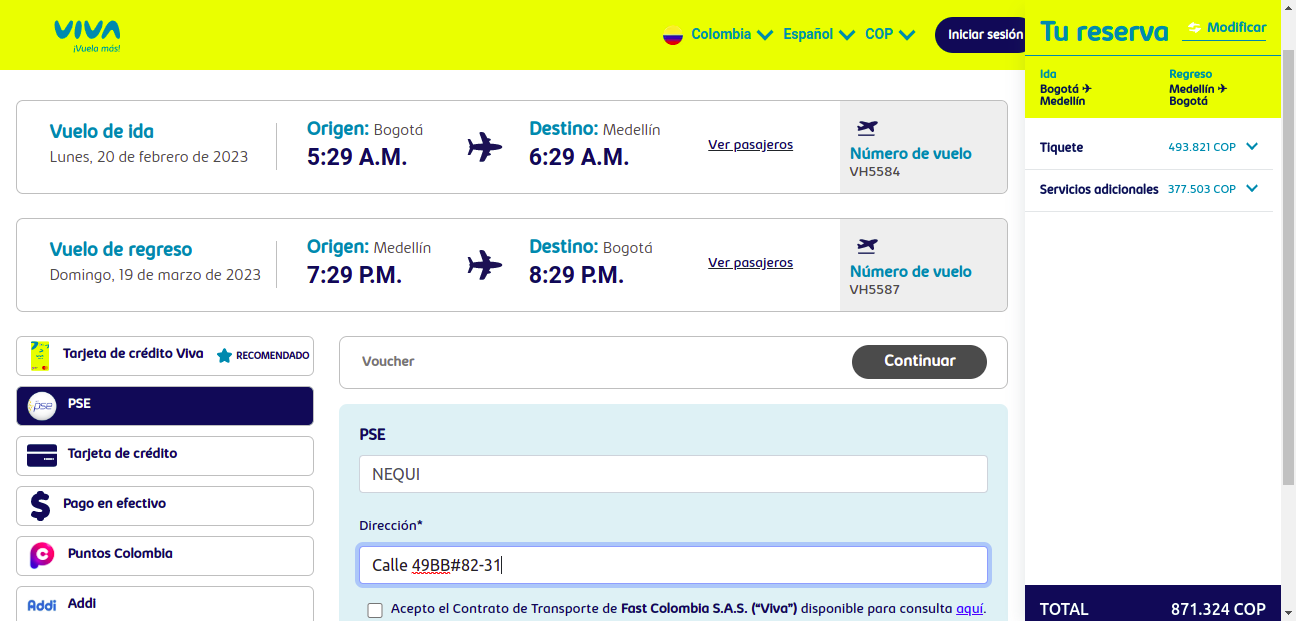 VIVA
¡Vuela más!
Colombia Español COP Iniciar sesión
Tu reserva Modificar
Ida Regreso
Bogotá Medellín
Medellín Bogotá
Tiquete 493.821 COP
Servicios adicionales 377.503 COP
Vuelo de ida
Lunes, 20 de febrero de 2023
Origen: Bogotá
5:29 A.M.
Destino: Medellín
6:29 A.M.
Ver pasajeros
Número de vuelo
VH5584
Vuelo de regreso
Domingo, 19 de marzo de 2023
Origen: Medellín
7:29 P.M.
Destino: Bogotá
8:29 P.M.
Ver pasajeros
Número de vuelo
VH5587
Tarjeta de crédito Viva RECOMENDADO
pse PSE
Tarjeta de crédito
Pago en efectivo
Puntos Colombia
Addi Addi
Voucher Continuar
PSE
NEQUI
Dirección*
Calle 49BB#82-31
Acepto el Contrato de Transporte de Fast Colombia S.A.S. (“Viva”) disponible para consulta aquí.
TOTAL 871.324 COP